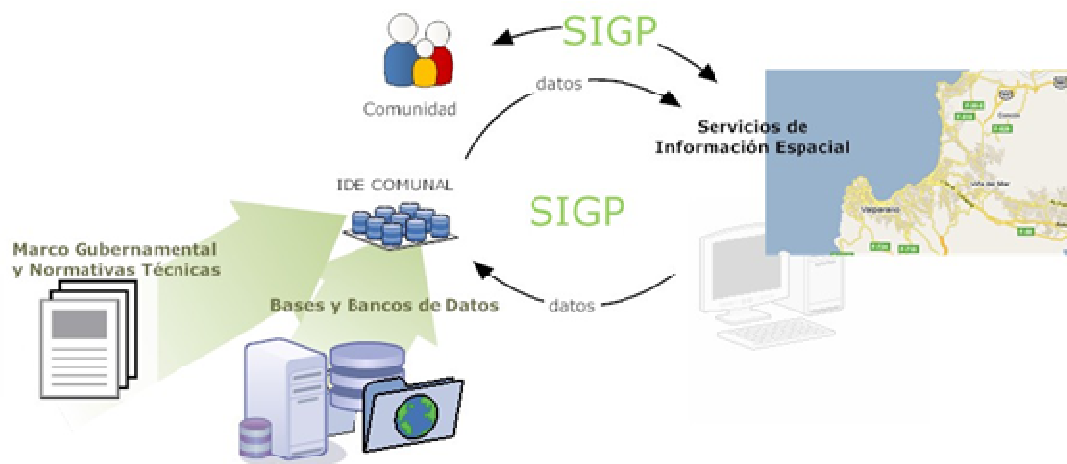 SIGP
datos
Comunidad
Servicios de
Información Espacial
IDE COMUNAL
SIGP
Viña del Mar
Valparaíso
Concón
Marco Gubernamental
y Normativas Técnicas
datos
Bases y Bancos de Datos